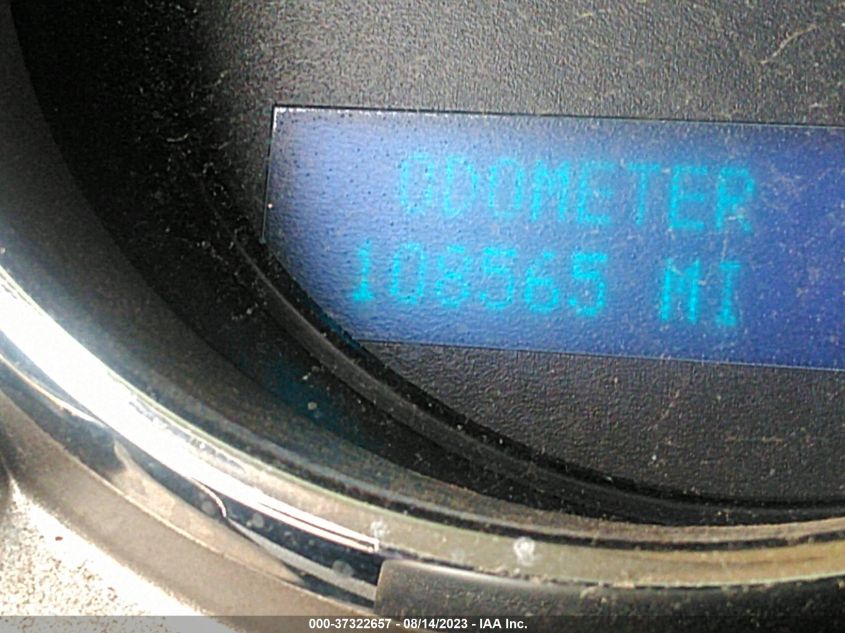 ODOMETER
108565 MI
000-37322657 - 08/14/2023 - IAA Inc.